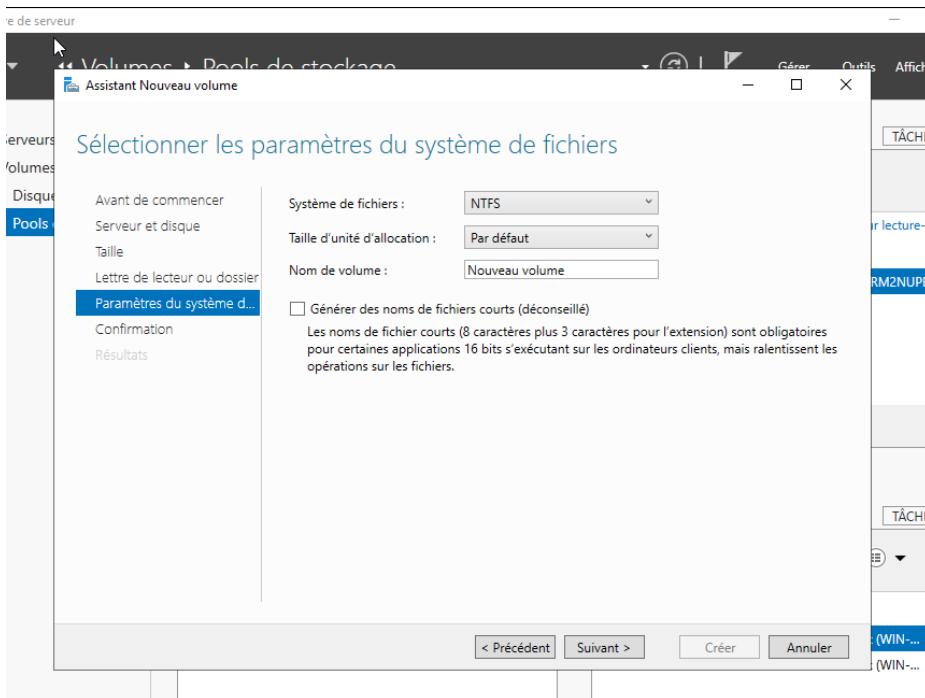 re de serveur
Volumes • Pools de stockage
Gérer Outils Affich
Assistant Nouveau volume
Sélectionner les paramètres du système de fichiers
Serveurs
Volumes
Disque
Pools
Avant de commencer
Serveur et disque
Taille
Lettre de lecteur ou dossier
Paramètres du système d...
Confirmation
Résultats
Système de fichiers : NTFS
Taille d'unité d'allocation : Par défaut
Nom de volume : Nouveau volume
Générer des noms de fichiers courts (déconseillé)
Les noms de fichier courts (8 caractères plus 3 caractères pour l'extension) sont obligatoires
pour certaines applications 16 bits s'exécutant sur les ordinateurs clients, mais ralentissent les
opérations sur les fichiers.
TÂCH
ur lecture-
RM2NUP
TÂCH
(WIN-...
(WIN-...
< Précédent Suivant > Créer Annuler